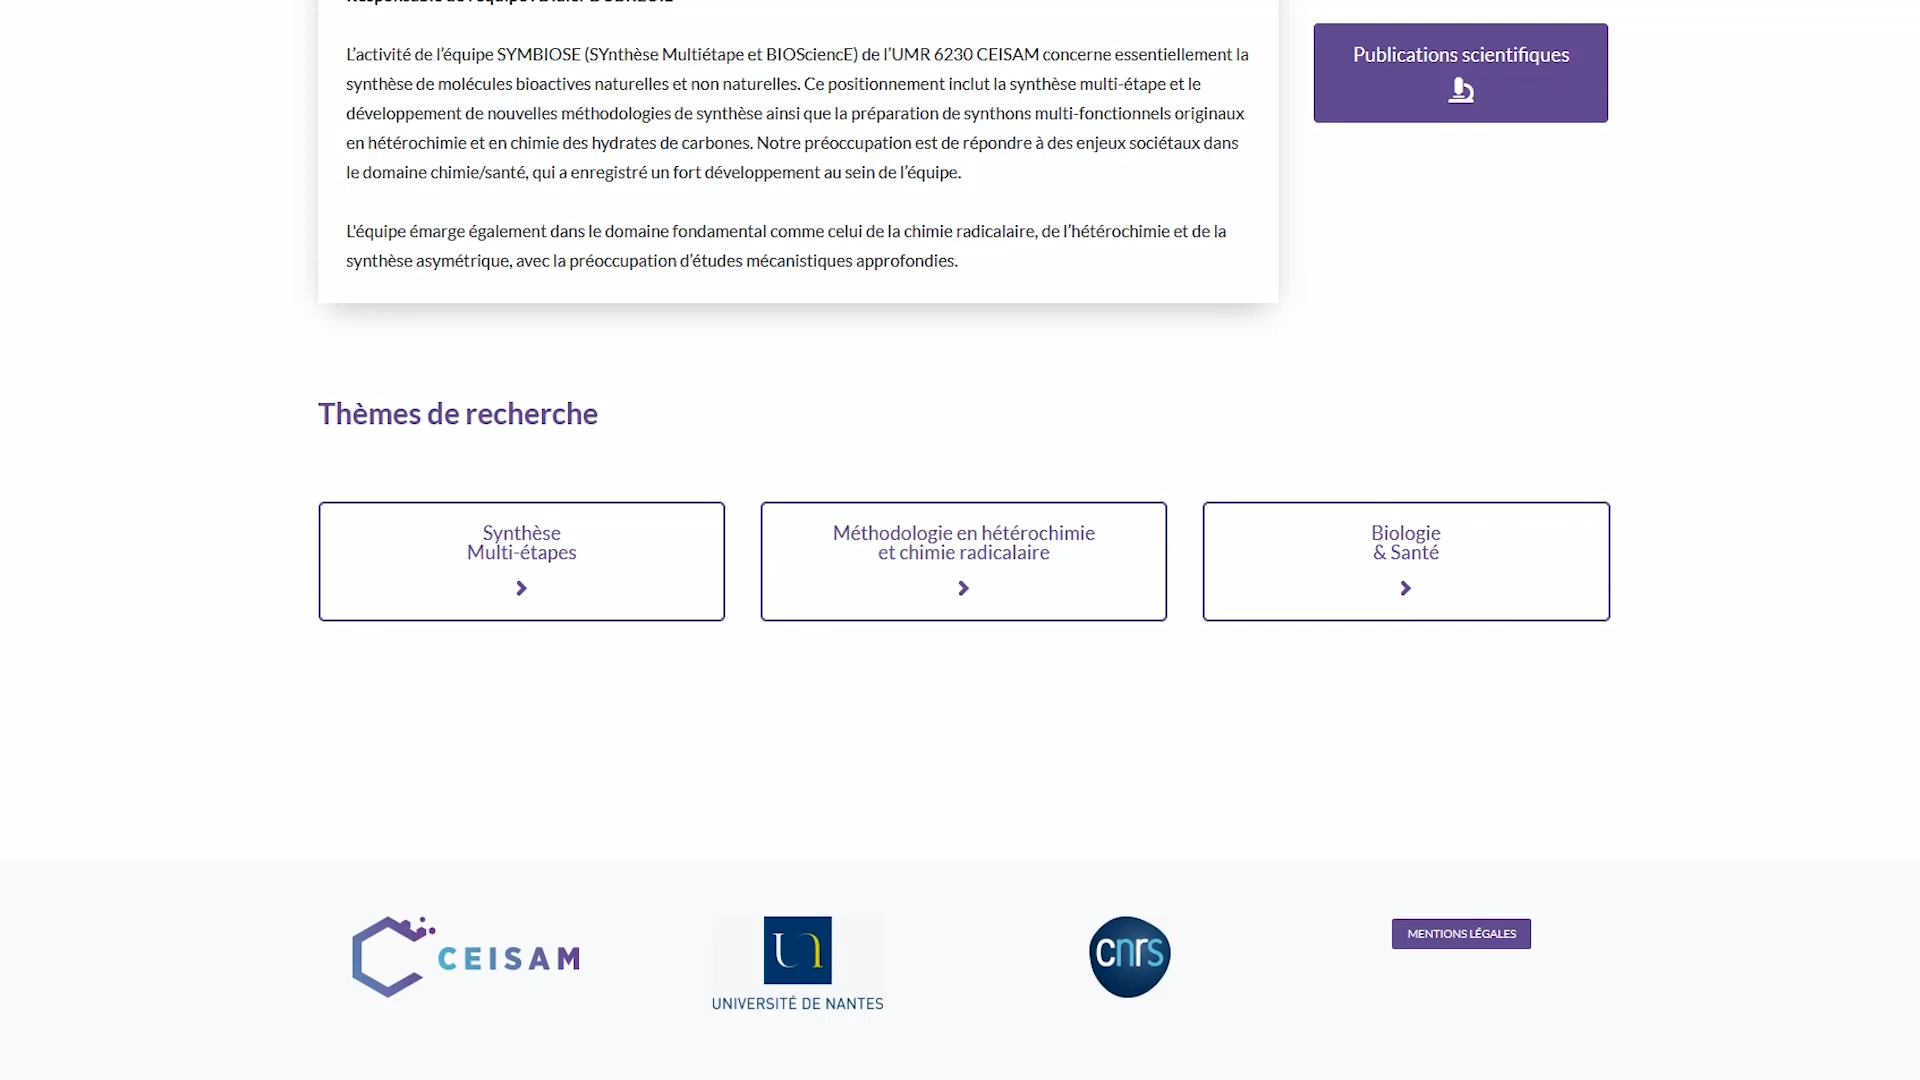 L’activité de l’équipe SYMBIOSE (SYnthèse Multiétape et BIOSciencE) de l’UMR 6230 CEISAM concerne essentiellement la
synthèse de molécules bioactives naturelles et non naturelles. Ce positionnement inclut la synthèse multi-étape et le
développement de nouvelles méthodologies de synthèse ainsi que la préparation de synthons multi-fonctionnels originaux
en hétérochimie et en chimie des hydrates de carbones. Notre préoccupation est de répondre à des enjeux sociétaux dans
le domaine chimie/santé, qui a enregistré un fort développement au sein de l’équipe.
L'équipe émarge également dans le domaine fondamental comme celui de la chimie radicalaire, de l’hétérochimie et de la
synthèse asymétrique, avec la préoccupation d’études mécanistiques approfondies.
Publications scientifiques
Thèmes de recherche
Synthèse
Multi-étapes
Méthodologie en hétérochimie
et chimie radicalaire
Biologie
& Santé
CEISAM
UNIVERSITÉ DE NANTES
cnrs
MENTIONS LÉGALES